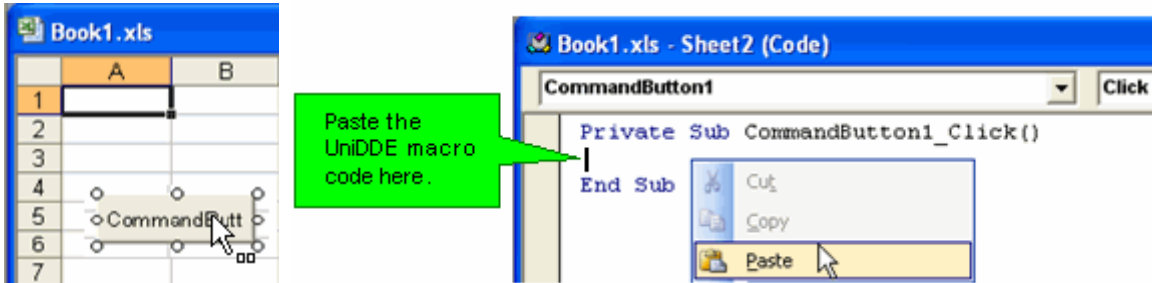 Book1.xls
A B
1
2
3
4
5
6
7
CommandButt
Paste the
UniDDE macro
code here.
Book1.xls - Sheet2 (Code)
CommandButton1 Click
Private Sub CommandButton1_Click()
End Sub
Cut
Copy
Paste